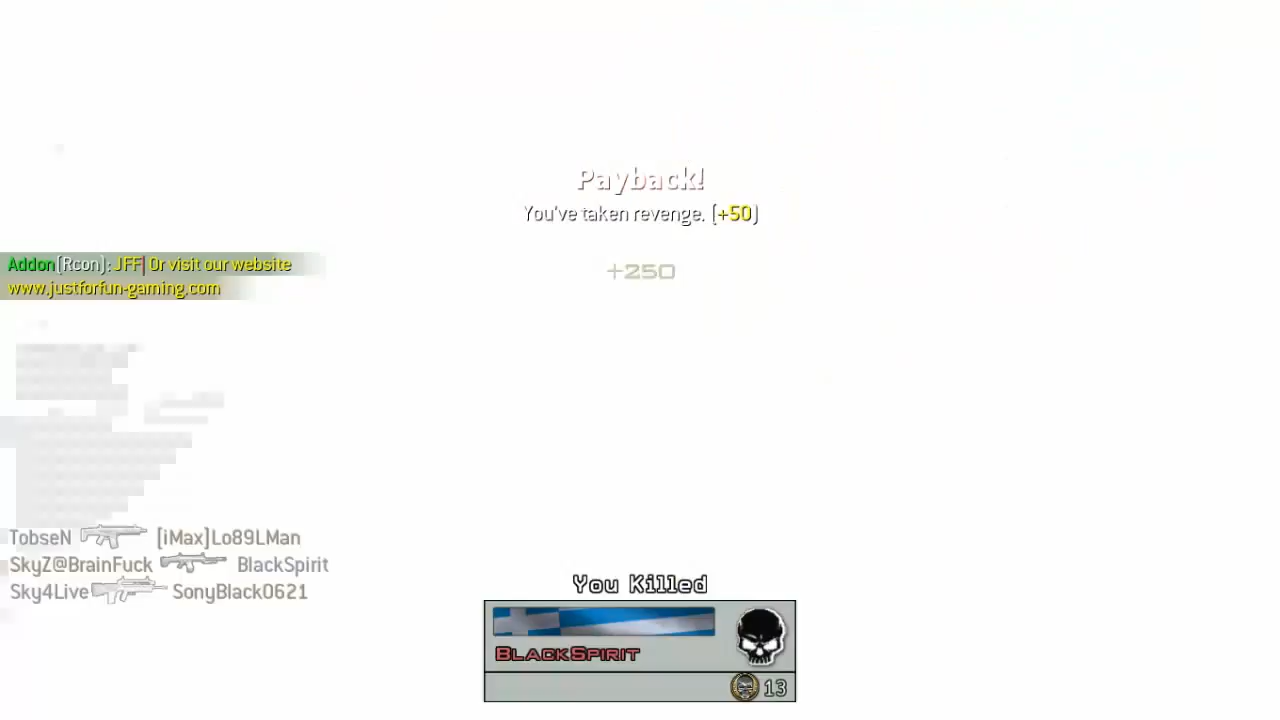 Payback!
You've taken revenge. (+50)
+250
Addon(Rcon): JFF| Or visit our website
www.justforfun-gaming.com
TobseN [iMax]Lo89LMan
SkyZ@BrainFuck BlackSpirit
Sky4Live SonyBlack0621
You Killed
BlackSpirit
13